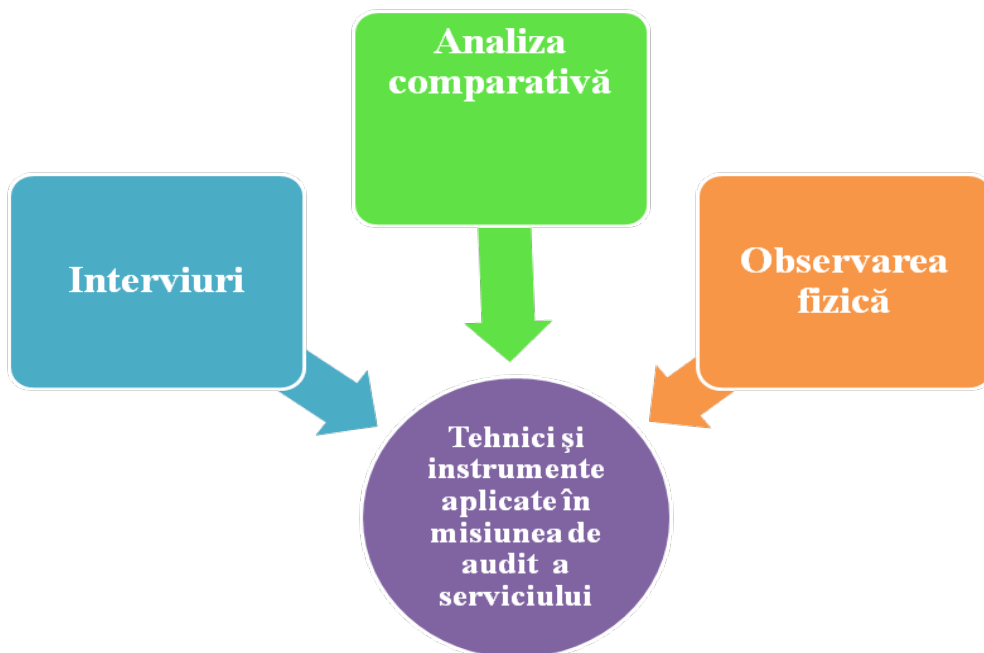 Analiza
comparativă
Interviuri
Observarea
fizică
Tehnici şi
instrumente
aplicate în
misiunea de
audit a
serviciului